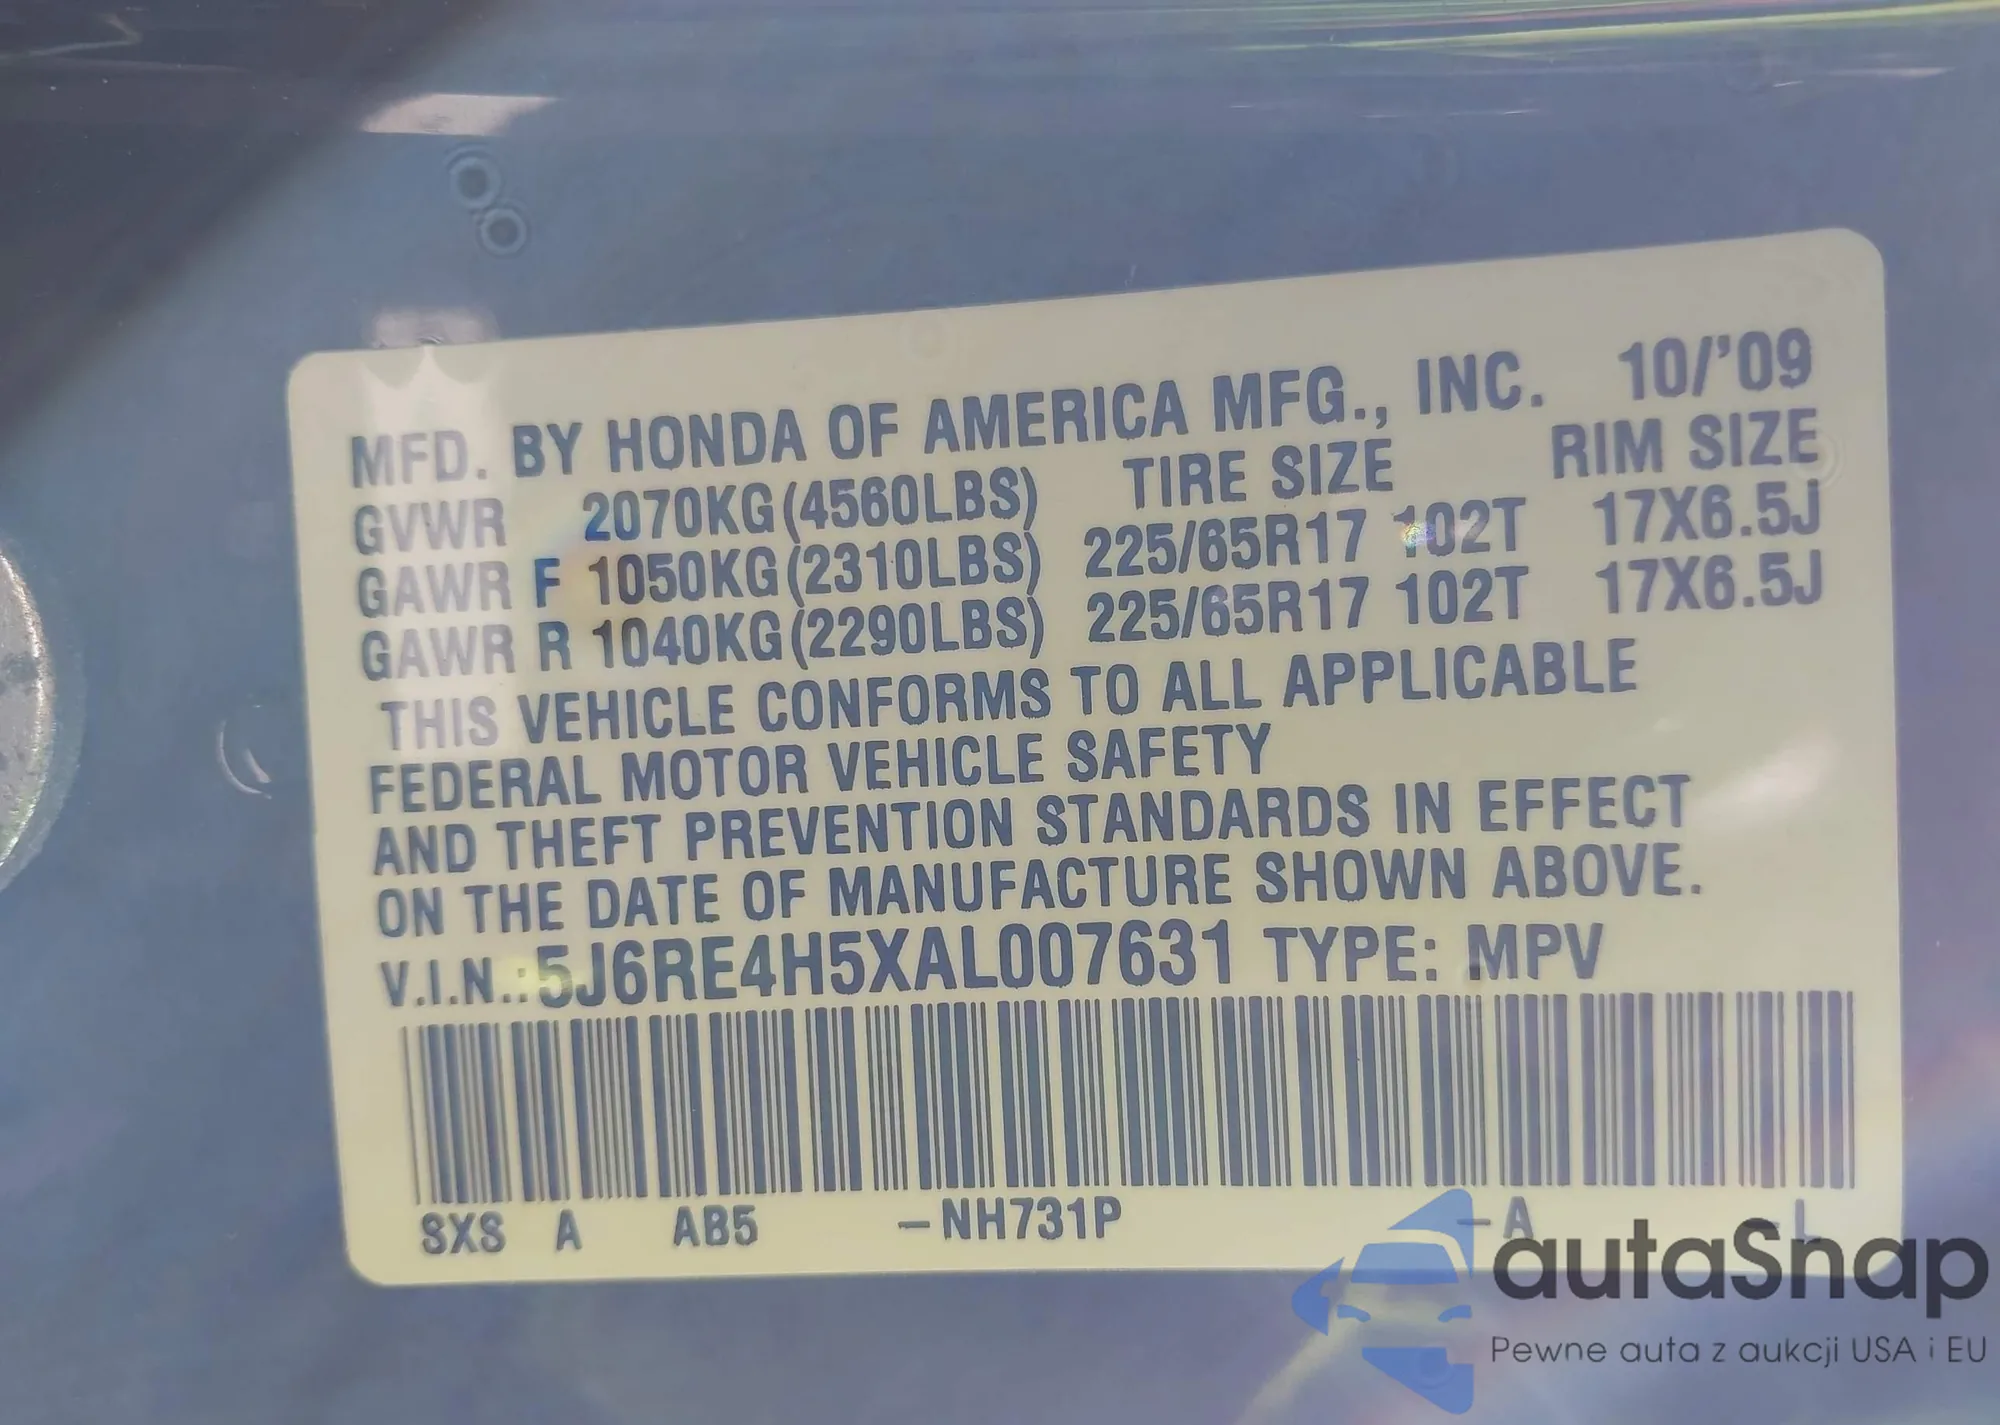 MFD. BY HONDA OF AMERICA MFG., INC. 10/'09
GVWR 2070KG(4560LBS) TIRE SIZE RIM SIZE
GAWR F 1050KG(2310LBS) 225/65R17 102T 17X6.5J
GAWR R 1040KG(2290LBS) 225/65R17 102T 17X6.5J
THIS VEHICLE CONFORMS TO ALL APPLICABLE
FEDERAL MOTOR VEHICLE SAFETY
AND THEFT PREVENTION STANDARDS IN EFFECT
ON THE DATE OF MANUFACTURE SHOWN ABOVE.
V.I.N.:5J6RE4H5XAL007631 TYPE: MPV
SXS A AB5 -NH731P -A -L
autaSnap
Pewne auta z aukcji USA i EU